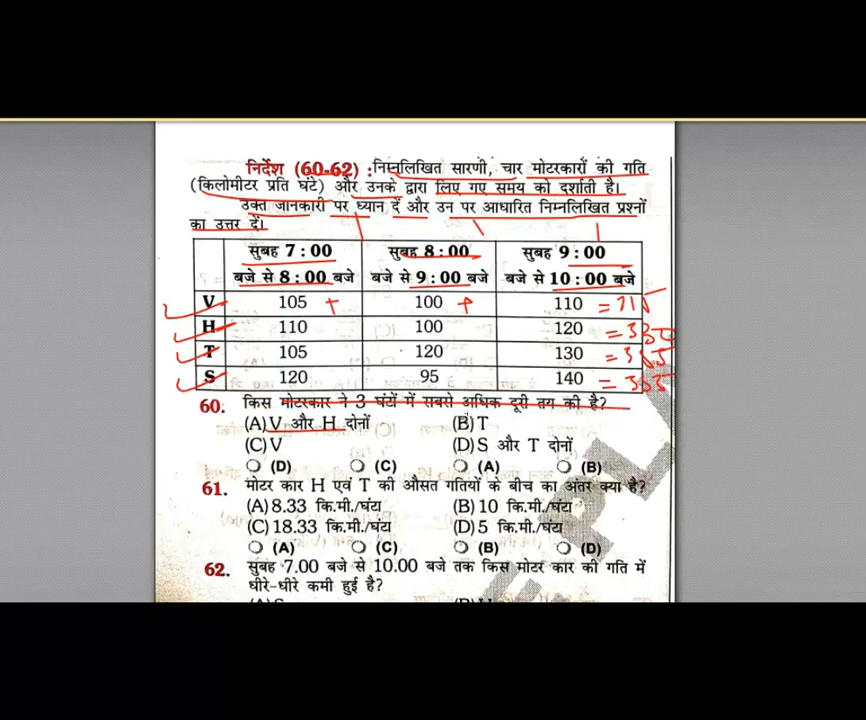 निर्देश (60-62) : निम्नलिखित सारणी, चार मोटरकारों की गति
(किलोमीटर प्रति घंटे) और उनके द्वारा लिए गए समय को दर्शाती है।
उक्त जानकारी पर ध्यान दें और उन पर आधारित निम्नलिखित प्रश्नों
का उत्तर दें।
सुबह 7 : 00 बजे से 8 : 00 बजे सुबह 8 : 00 बजे से 9 : 00 बजे सुबह 9 : 00 बजे से 10 : 00 बजे
V 105 + 100 + 110 = 315
H 110 100 120 = 330
T 105 120 130 = 355
S 120 95 140 = 355
60. किस मोटरकार ने 3 घंटों में सबसे अधिक दूरी तय की है?
(A) V और H दोनों (B) T
(C) V (D) S और T दोनों
(D) (C) (A) (B)
61. मोटर कार H एवं T की औसत गतियों के बीच का अंतर क्या है?
(A) 8.33 कि.मी./घंटा (B) 10 कि.मी./घंटा
(C) 18.33 कि.मी./घंटा (D) 5 कि.मी./घंटा
(A) (C) (B) (D)
62. सुबह 7.00 बजे से 10.00 बजे तक किस मोटर कार की गति में
धीरे-धीरे कमी हुई है?